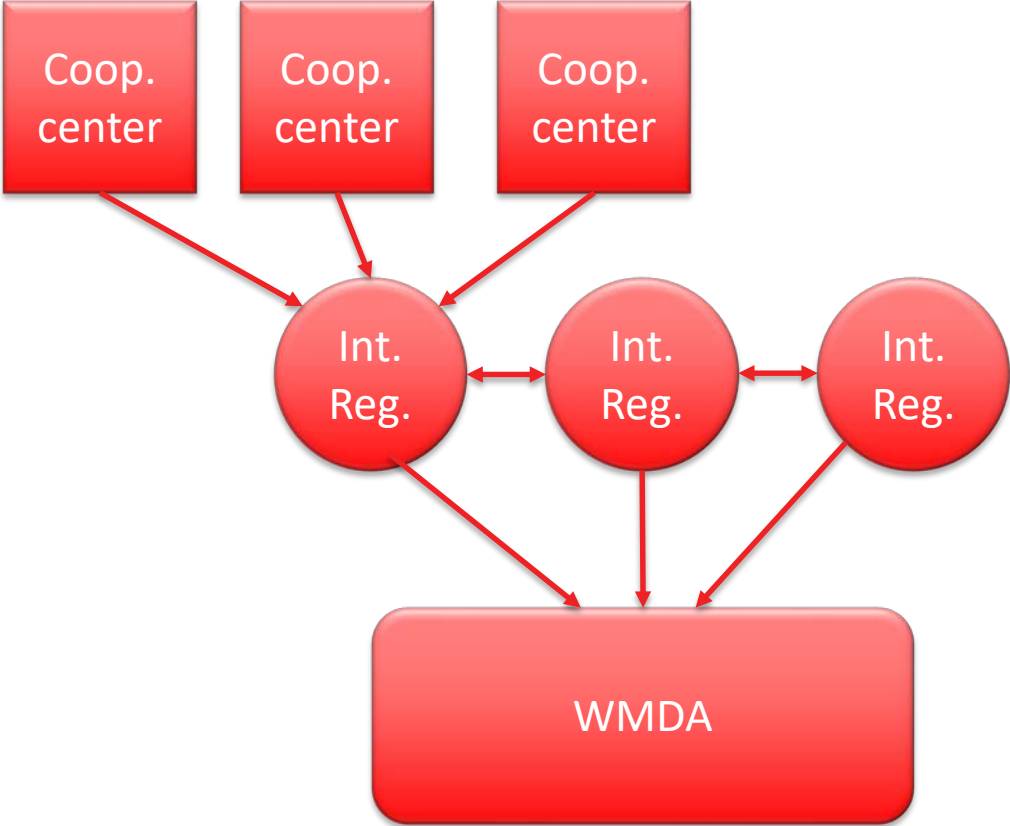 Coop.
center
Coop.
center
Coop.
center
Int.
Reg.
Int.
Reg.
Int.
Reg.
WMDA